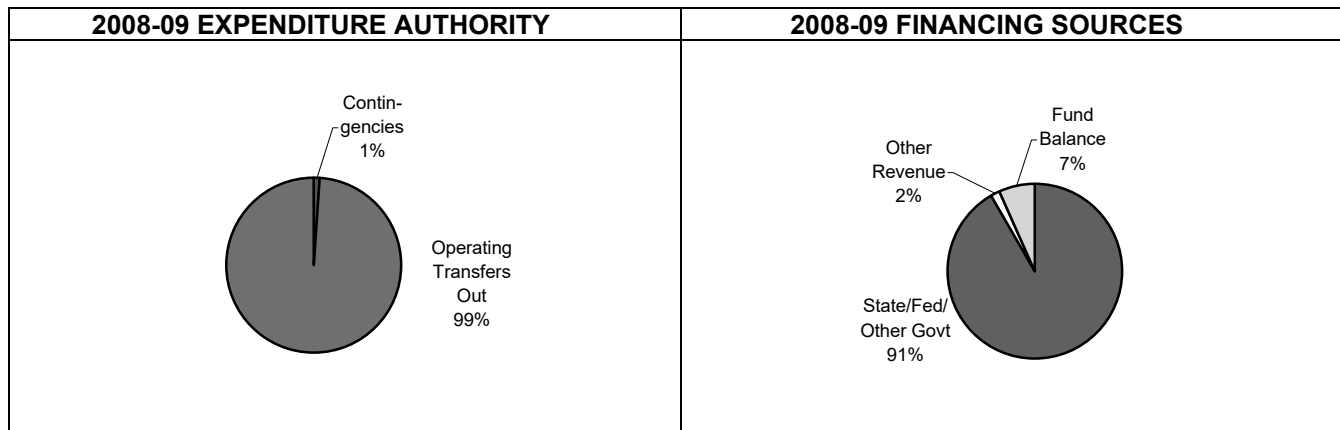 2008-09 EXPENDITURE AUTHORITY
Contin-
gencies
1%
Operating
Transfers
Out
99%
2008-09 FINANCING SOURCES
Fund
Balance
7%
Other
Revenue
2%
State/Fed/
Other Govt
91%